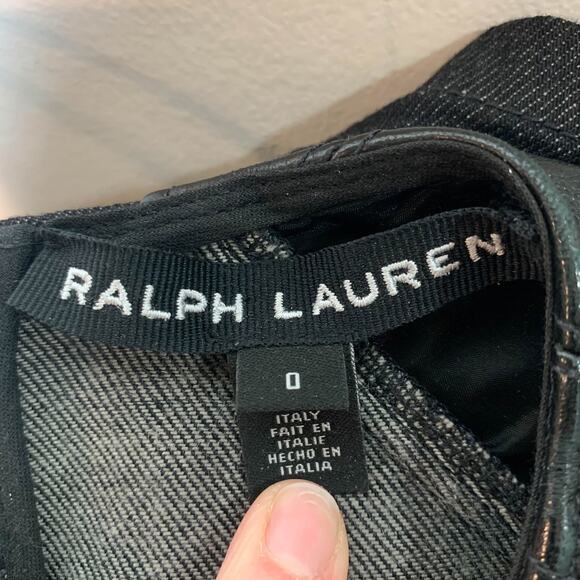 RALPH LAUREN
0
ITALY
FAIT EN
ITALIE
HECHO EN
ITALIA